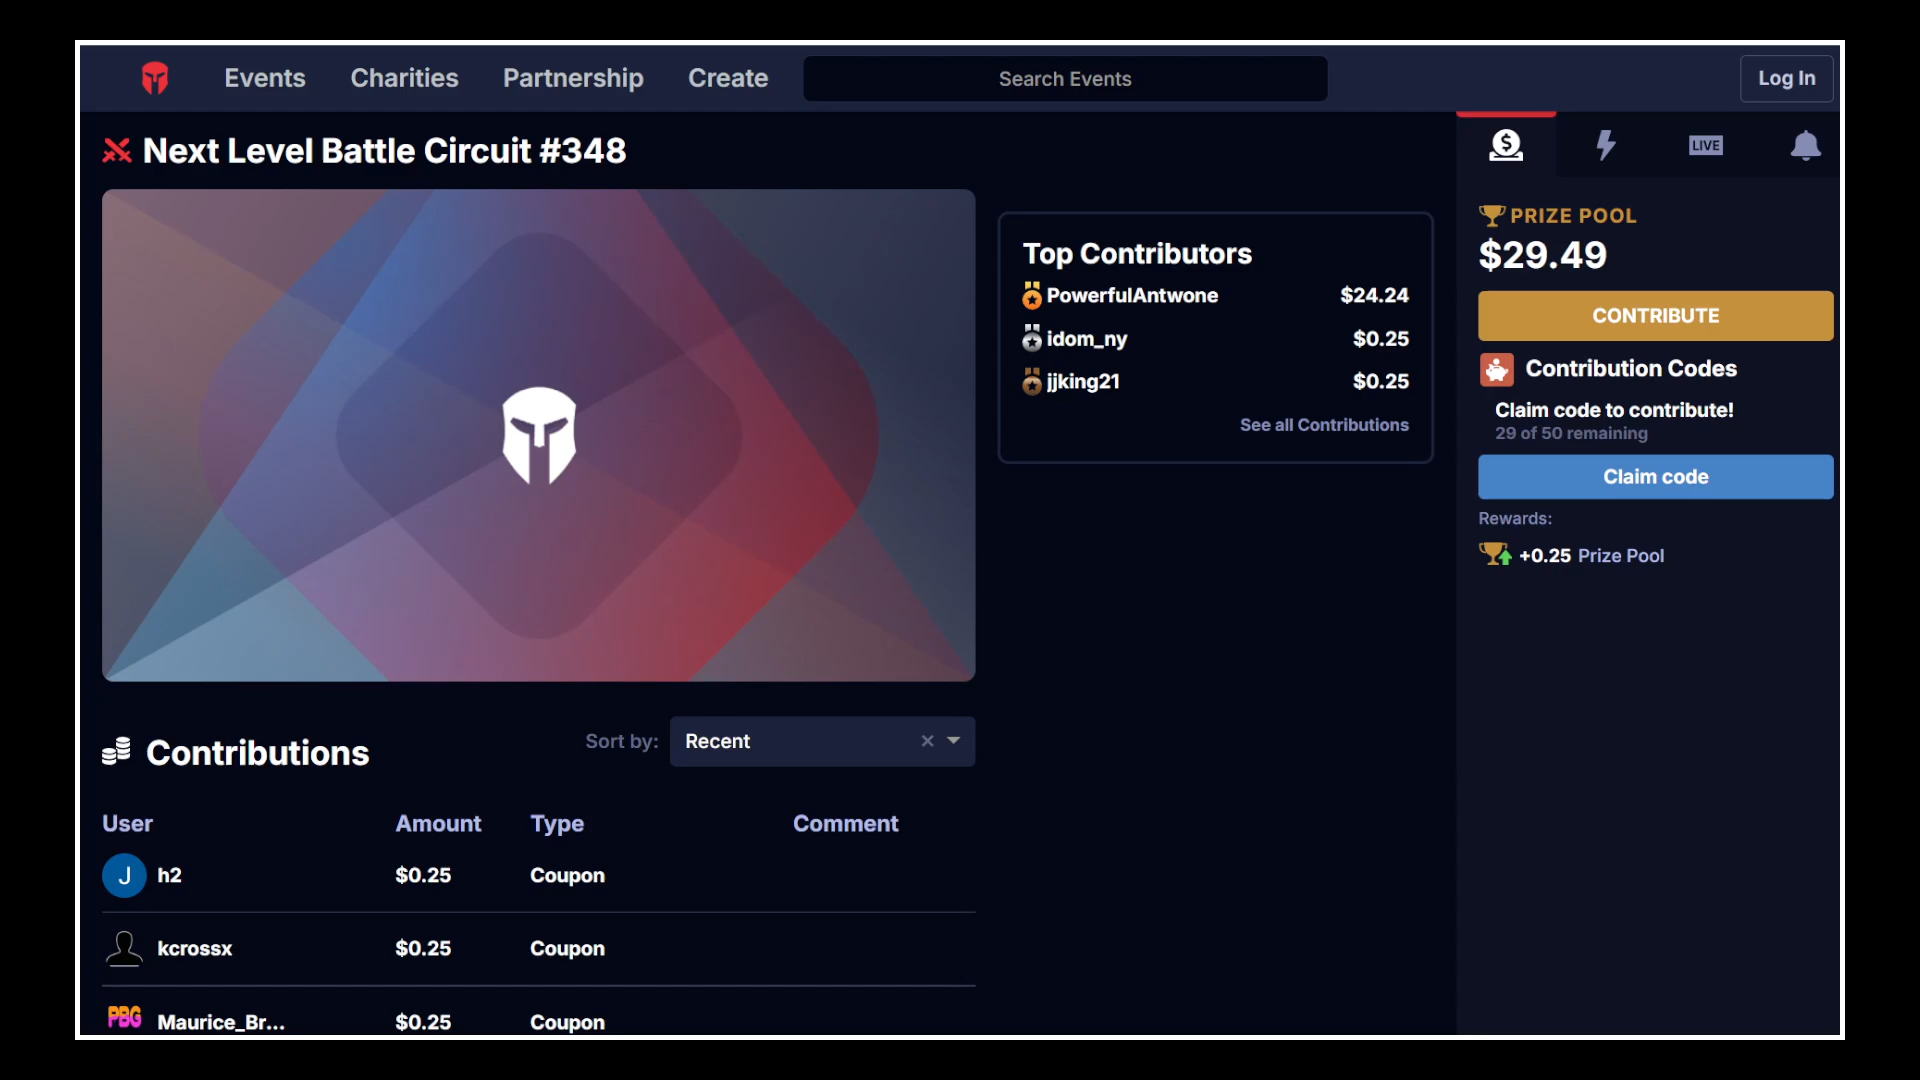 Events Charities Partnership Create Search Events Log In
Next Level Battle Circuit #348
LIVE
Top Contributors
PowerfulAntwone $24.24
idom_ny $0.25
jjking21 $0.25
See all Contributions
PRIZE POOL
$29.49
CONTRIBUTE
Contribution Codes
Claim code to contribute!
29 of 50 remaining
Claim code
Rewards:
+0.25 Prize Pool
Contributions
Sort by: Recent
User Amount Type Comment
J h2 $0.25 Coupon
kcrossx $0.25 Coupon
PBG Maurice_Br... $0.25 Coupon